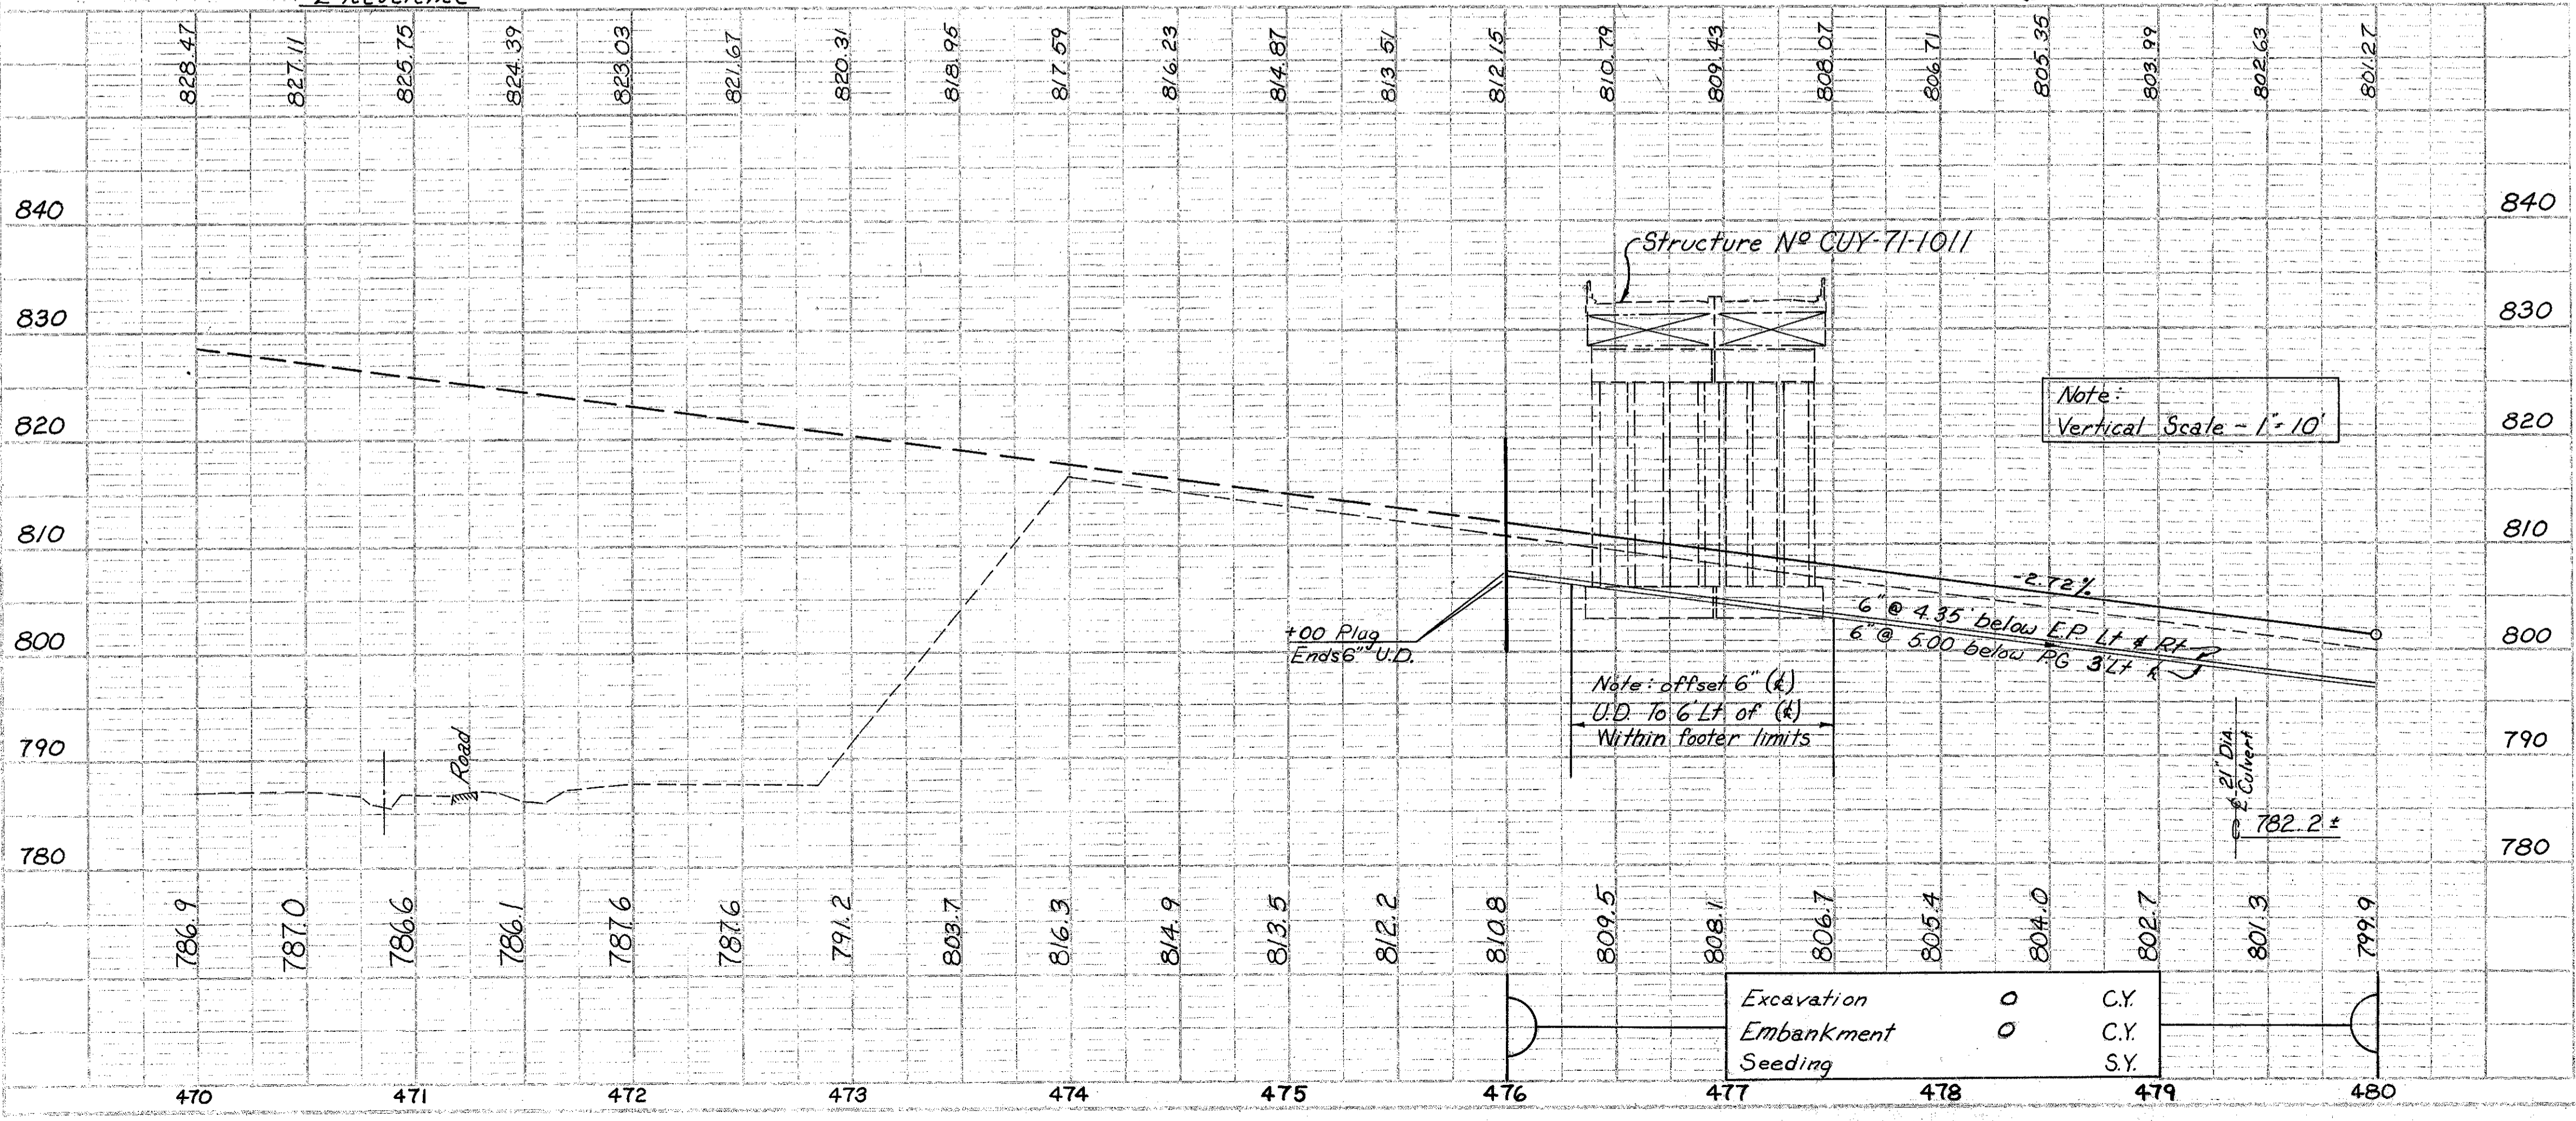 ℄ Reference
828.47 827.11 825.75 824.39 823.03 821.67 820.31 818.95 817.59 816.23 814.87 813.51 812.15 810.79 809.43 808.07 806.71 805.35 803.99 802.63 801.27
840 840
Structure Nº CUY-71-1011
830 830
Note:
Vertical Scale - 1"=10'
820 820
810 810
-2.72%
6" @ 4.35' below E.P. Lt & Rt
6" @ 5.00 below P.G 3' Lt ℄
+00 Plug
Ends 6" U.D.
800 800
Note: offset 6" (℄)
U.D. To 6' Lt. of (℄)
Within footer limits
790 790
Road
℄ 21" Dia.
Culvert
782.2 ±
780 780
786.9 787.0 786.6 786.1 787.6 787.6 791.2 803.7 816.3 814.9 813.5 812.2 810.8 809.5 808.1 806.7 805.4 804.0 802.7 801.3 799.9
Excavation 0 C.Y.
Embankment 0 C.Y.
Seeding S.Y.
470 471 472 473 474 475 476 477 478 479 480